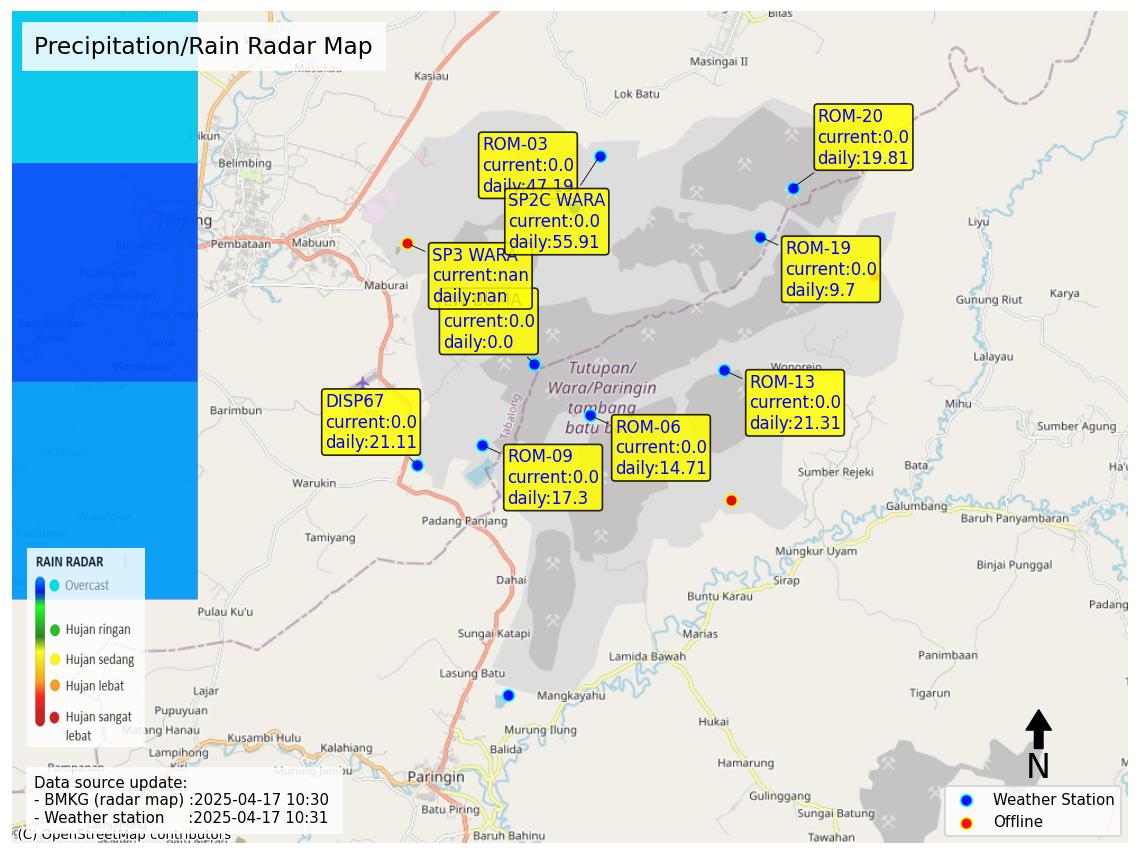 Precipitation/Rain Radar Map
Bilas
Masingai II
Kasiau
Lok Batu
Hikun
Belimbing
Tanjung
Jangkung
Pembataan
Mabuun
Maburai
Liyu
Gunung Riut
Karya
Lalayau
Wonorejo
Mihu
Sumber Agung
Barimbun
Warukin
Tamiyang
Padang Panjang
Tabalong
Tutupan/
Wara/Paringin
tambang
ROM-03
current:0.0
daily:47.19
SP2C WARA
current:0.0
daily:55.91
ROM-20
current:0.0
daily:19.81
ROM-19
current:0.0
daily:9.7
SP3 WARA
current:nan
daily:nan
current:0.0
daily:0.0
ROM-13
current:0.0
daily:21.31
DISP67
current:0.0
daily:21.11
ROM-06
current:0.0
daily:14.71
ROM-09
current:0.0
daily:17.3
Sumber Rejeki
Bata
Galumbang
Baruh Panyambaran
Mungkur Uyam
Binjai Punggal
Dahai
Sirap
Buntu Karau
Padang
Pulau Ku'u
Sungai Katapi
Marias
Lamida Bawah
Panimbaan
Lasung Batu
Mangkayahu
Tigarun
Lajar
Pupuyuan
Matang Hanau
Lampihong
Kusambi Hulu
Kalahiang
Murung Jambu
Murung Ilung
Balida
Hukai
Hamarung
Paringin
Batu Piring
Baruh Bahinu
Gulinggang
Sungai Batung
Tawahan
RAIN RADAR
Overcast
Hujan ringan
Hujan sedang
Hujan lebat
Hujan sangat
lebat
Data source update:
- BMKG (radar map) :2025-04-17 10:30
- Weather station :2025-04-17 10:31
(C) OpenStreetMap contributors
N
Weather Station
Offline